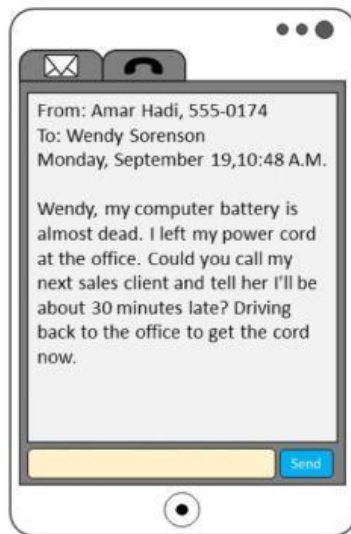 From: Amar Hadi, 555-0174
To: Wendy Sorenson
Monday, September 19,10:48 A.M.
Wendy, my computer battery is
almost dead. I left my power cord
at the office. Could you call my
next sales client and tell her I'll be
about 30 minutes late? Driving
back to the office to get the cord
now.
Send